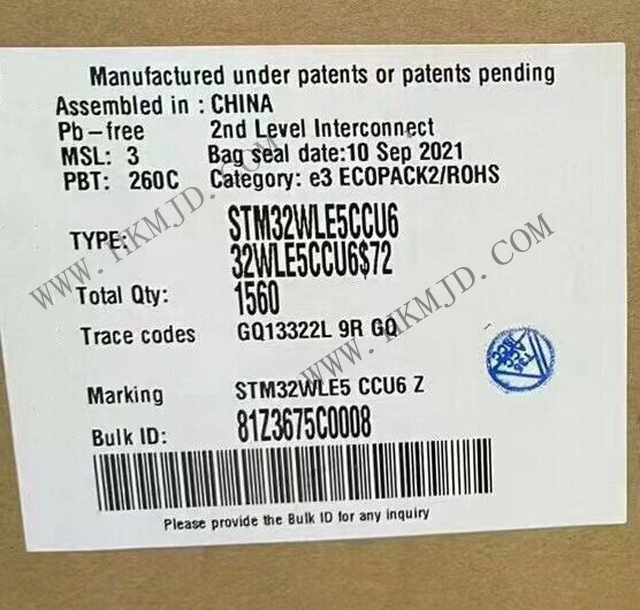 Manufactured under patents or patents pending
Assembled in : CHINA
Pb-free 2nd Level Interconnect
MSL: 3 Bag seal date:10 Sep 2021
PBT: 260C Category: e3 ECOPACK2/ROHS
TYPE: STM32WLE5CCU6
32WLE5CCU6$72
Total Qty: 1560
Trace codes GQ13322L 9R GQ
Marking STM32WLE5 CCU6 Z
Bulk ID: 81Z3675C0008
Please provide the Bulk ID for any inquiry
WWW. HKMJD. COM
WWW. HKMJD. COM